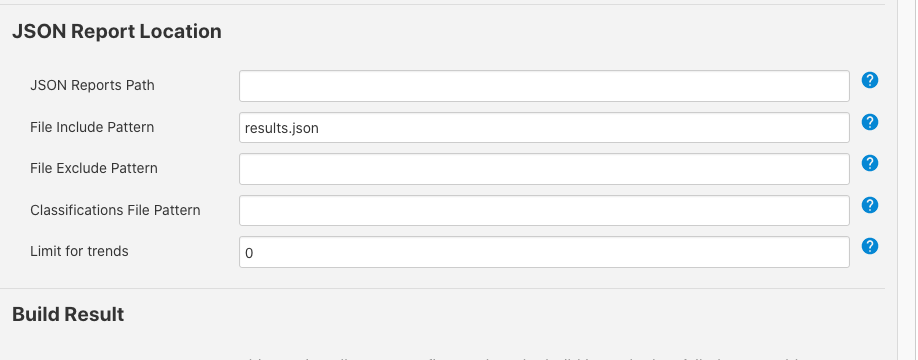 JSON Report Location
JSON Reports Path
File Include Pattern results.json
File Exclude Pattern
Classifications File Pattern
Limit for trends 0
Build Result